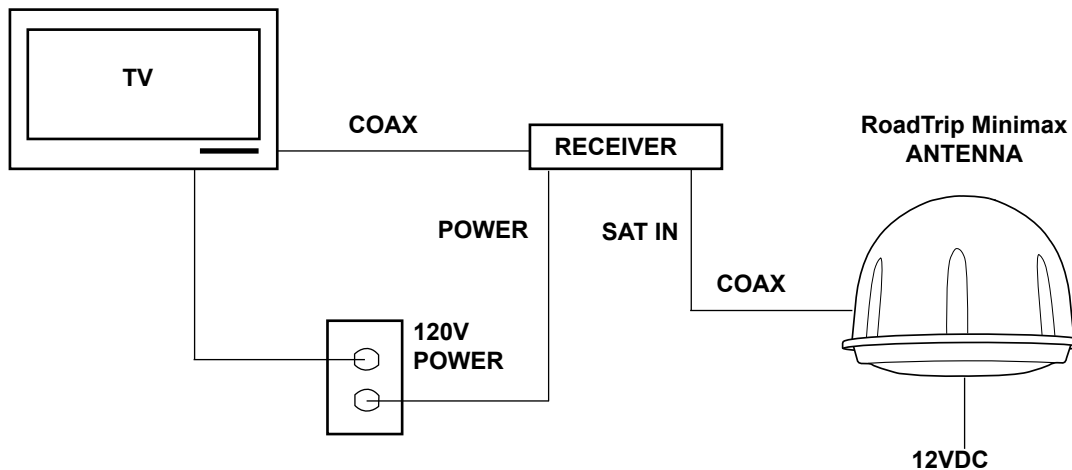 TV
COAX
RECEIVER
RoadTrip Minimax
ANTENNA
POWER
SAT IN
COAX
120V
POWER
12VDC